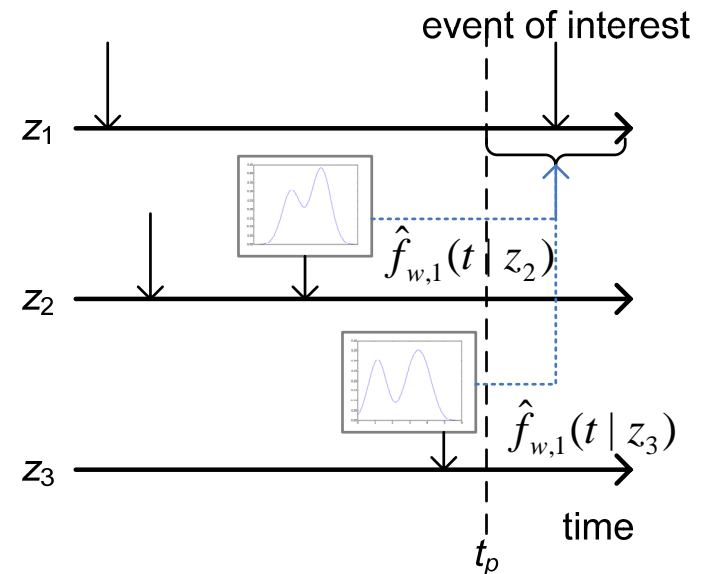 event of interest
z1
f̂w,1(t | z2)
z2
f̂w,1(t | z3)
z3
time
tp